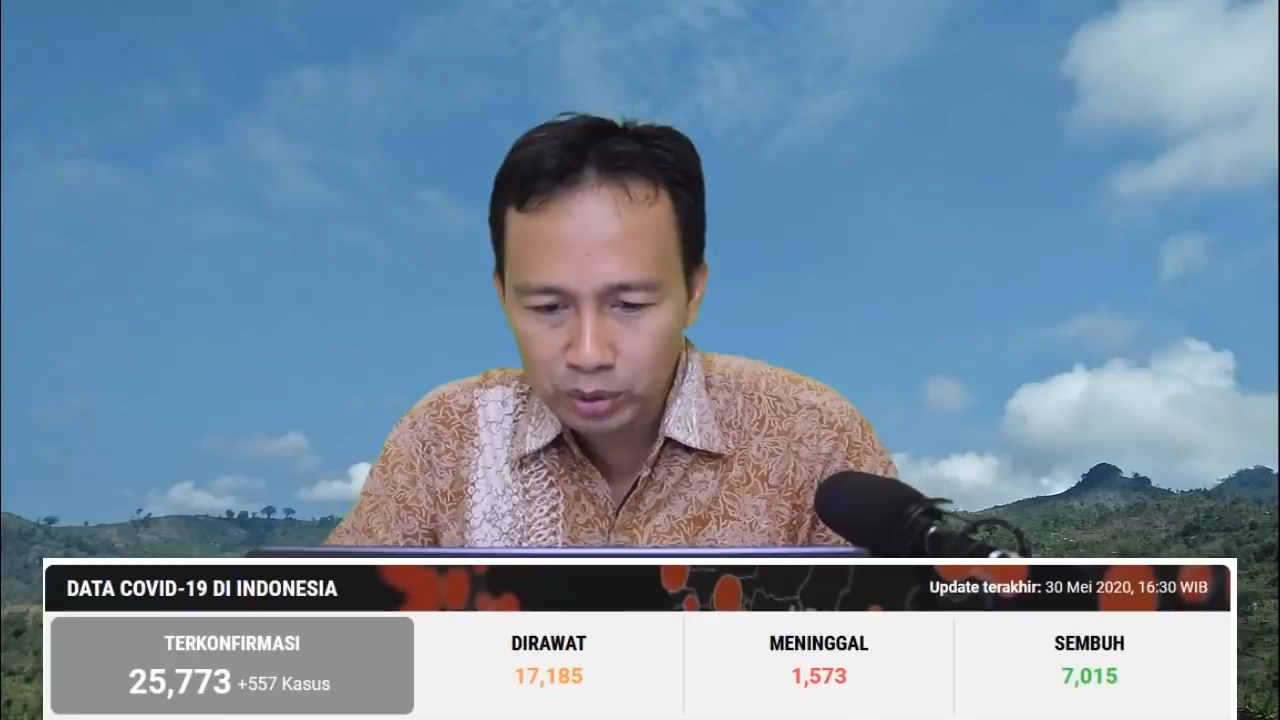 DATA COVID-19 DI INDONESIA
Update terakhir: 30 Mei 2020, 16:30 WIB
TERKONFIRMASI
25,773 +557 Kasus
DIRAWAT
17,185
MENINGGAL
1,573
SEMBUH
7,015